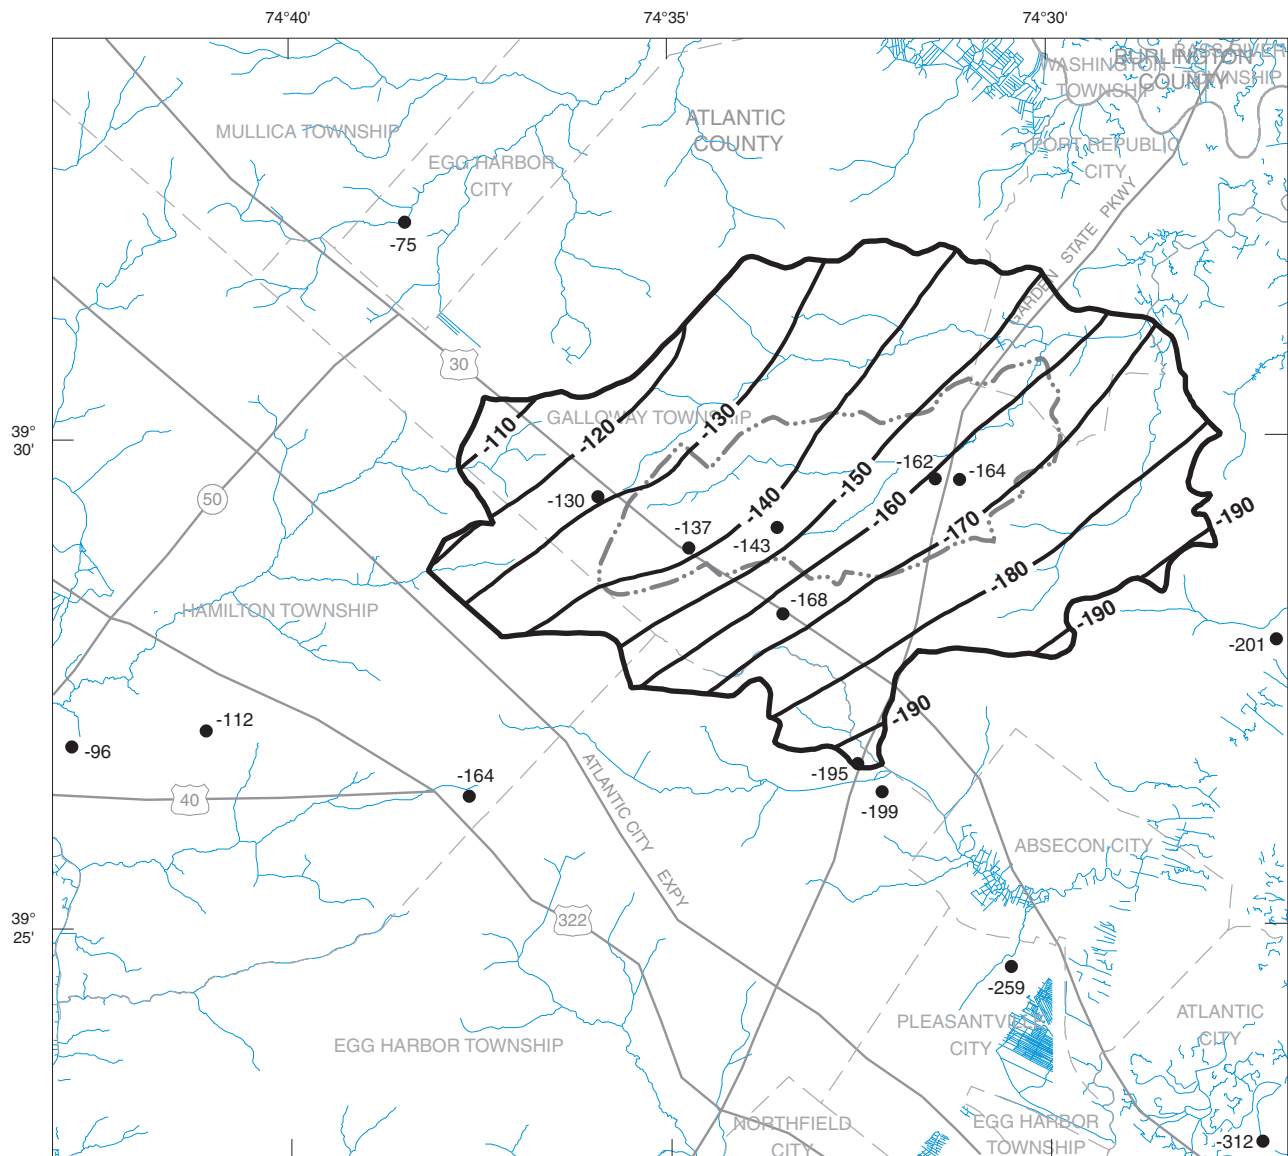 74°40'
74°35'
74°30'
BASS RIVER
TOWNSHIP
BURLINGTON
COUNTY
WASHINGTON
TOWNSHIP
ATLANTIC
COUNTY
MULLICA TOWNSHIP
EGG HARBOR
CITY
PORT REPUBLIC
CITY
GARDEN STATE PKWY
-75
30
GALLOWAY TOWNSHIP
39°
30'
-110
-120
-130
-140
-150
-160
-170
-180
-190
-190
-190
-162
-164
50
-130
-137
-143
-168
HAMILTON TOWNSHIP
-201
-112
-96
-164
-195
-199
40
ATLANTIC CITY EXPY
ABSECON CITY
39°
25'
322
-259
PLEASANTVILLE
CITY
ATLANTIC
CITY
EGG HARBOR TOWNSHIP
NORTHFIELD
CITY
EGG HARBOR
TOWNSHIP
-312